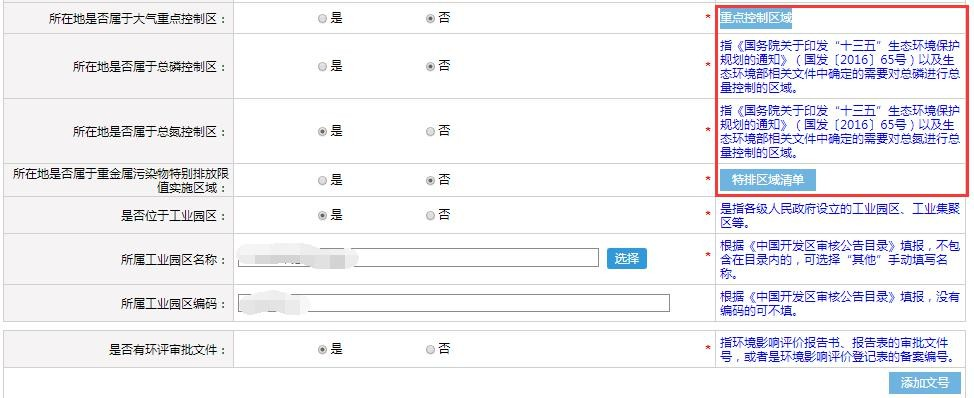 所在地是否属于大气重点控制区：
是
否
*
重点控制区域
所在地是否属于总磷控制区：
是
否
*
指《国务院关于印发“十三五”生态环境保护
规划的通知》（国发〔2016〕65号）以及生
态环境部相关文件中确定的需要对总磷进行总
量控制的区域。
所在地是否属于总氮控制区：
是
否
*
指《国务院关于印发“十三五”生态环境保护
规划的通知》（国发〔2016〕65号）以及生
态环境部相关文件中确定的需要对总氮进行总
量控制的区域。
所在地是否属于重金属污染物特别排放限
值实施区域：
是
否
*
特排区域清单
是否位于工业园区：
是
否
*
是指各级人民政府设立的工业园区、工业集聚
区等。
所属工业园区名称：
选择
*
根据《中国开发区审核公告目录》填报，不包
含在目录内的，可选择“其他”手动填写名
称。
所属工业园区编码：
根据《中国开发区审核公告目录》填报，没有
编码的可不填。
是否有环评审批文件：
是
否
*
指环境影响评价报告书、报告表的审批文件
号，或者是环境影响评价登记表的备案编号。
添加文号